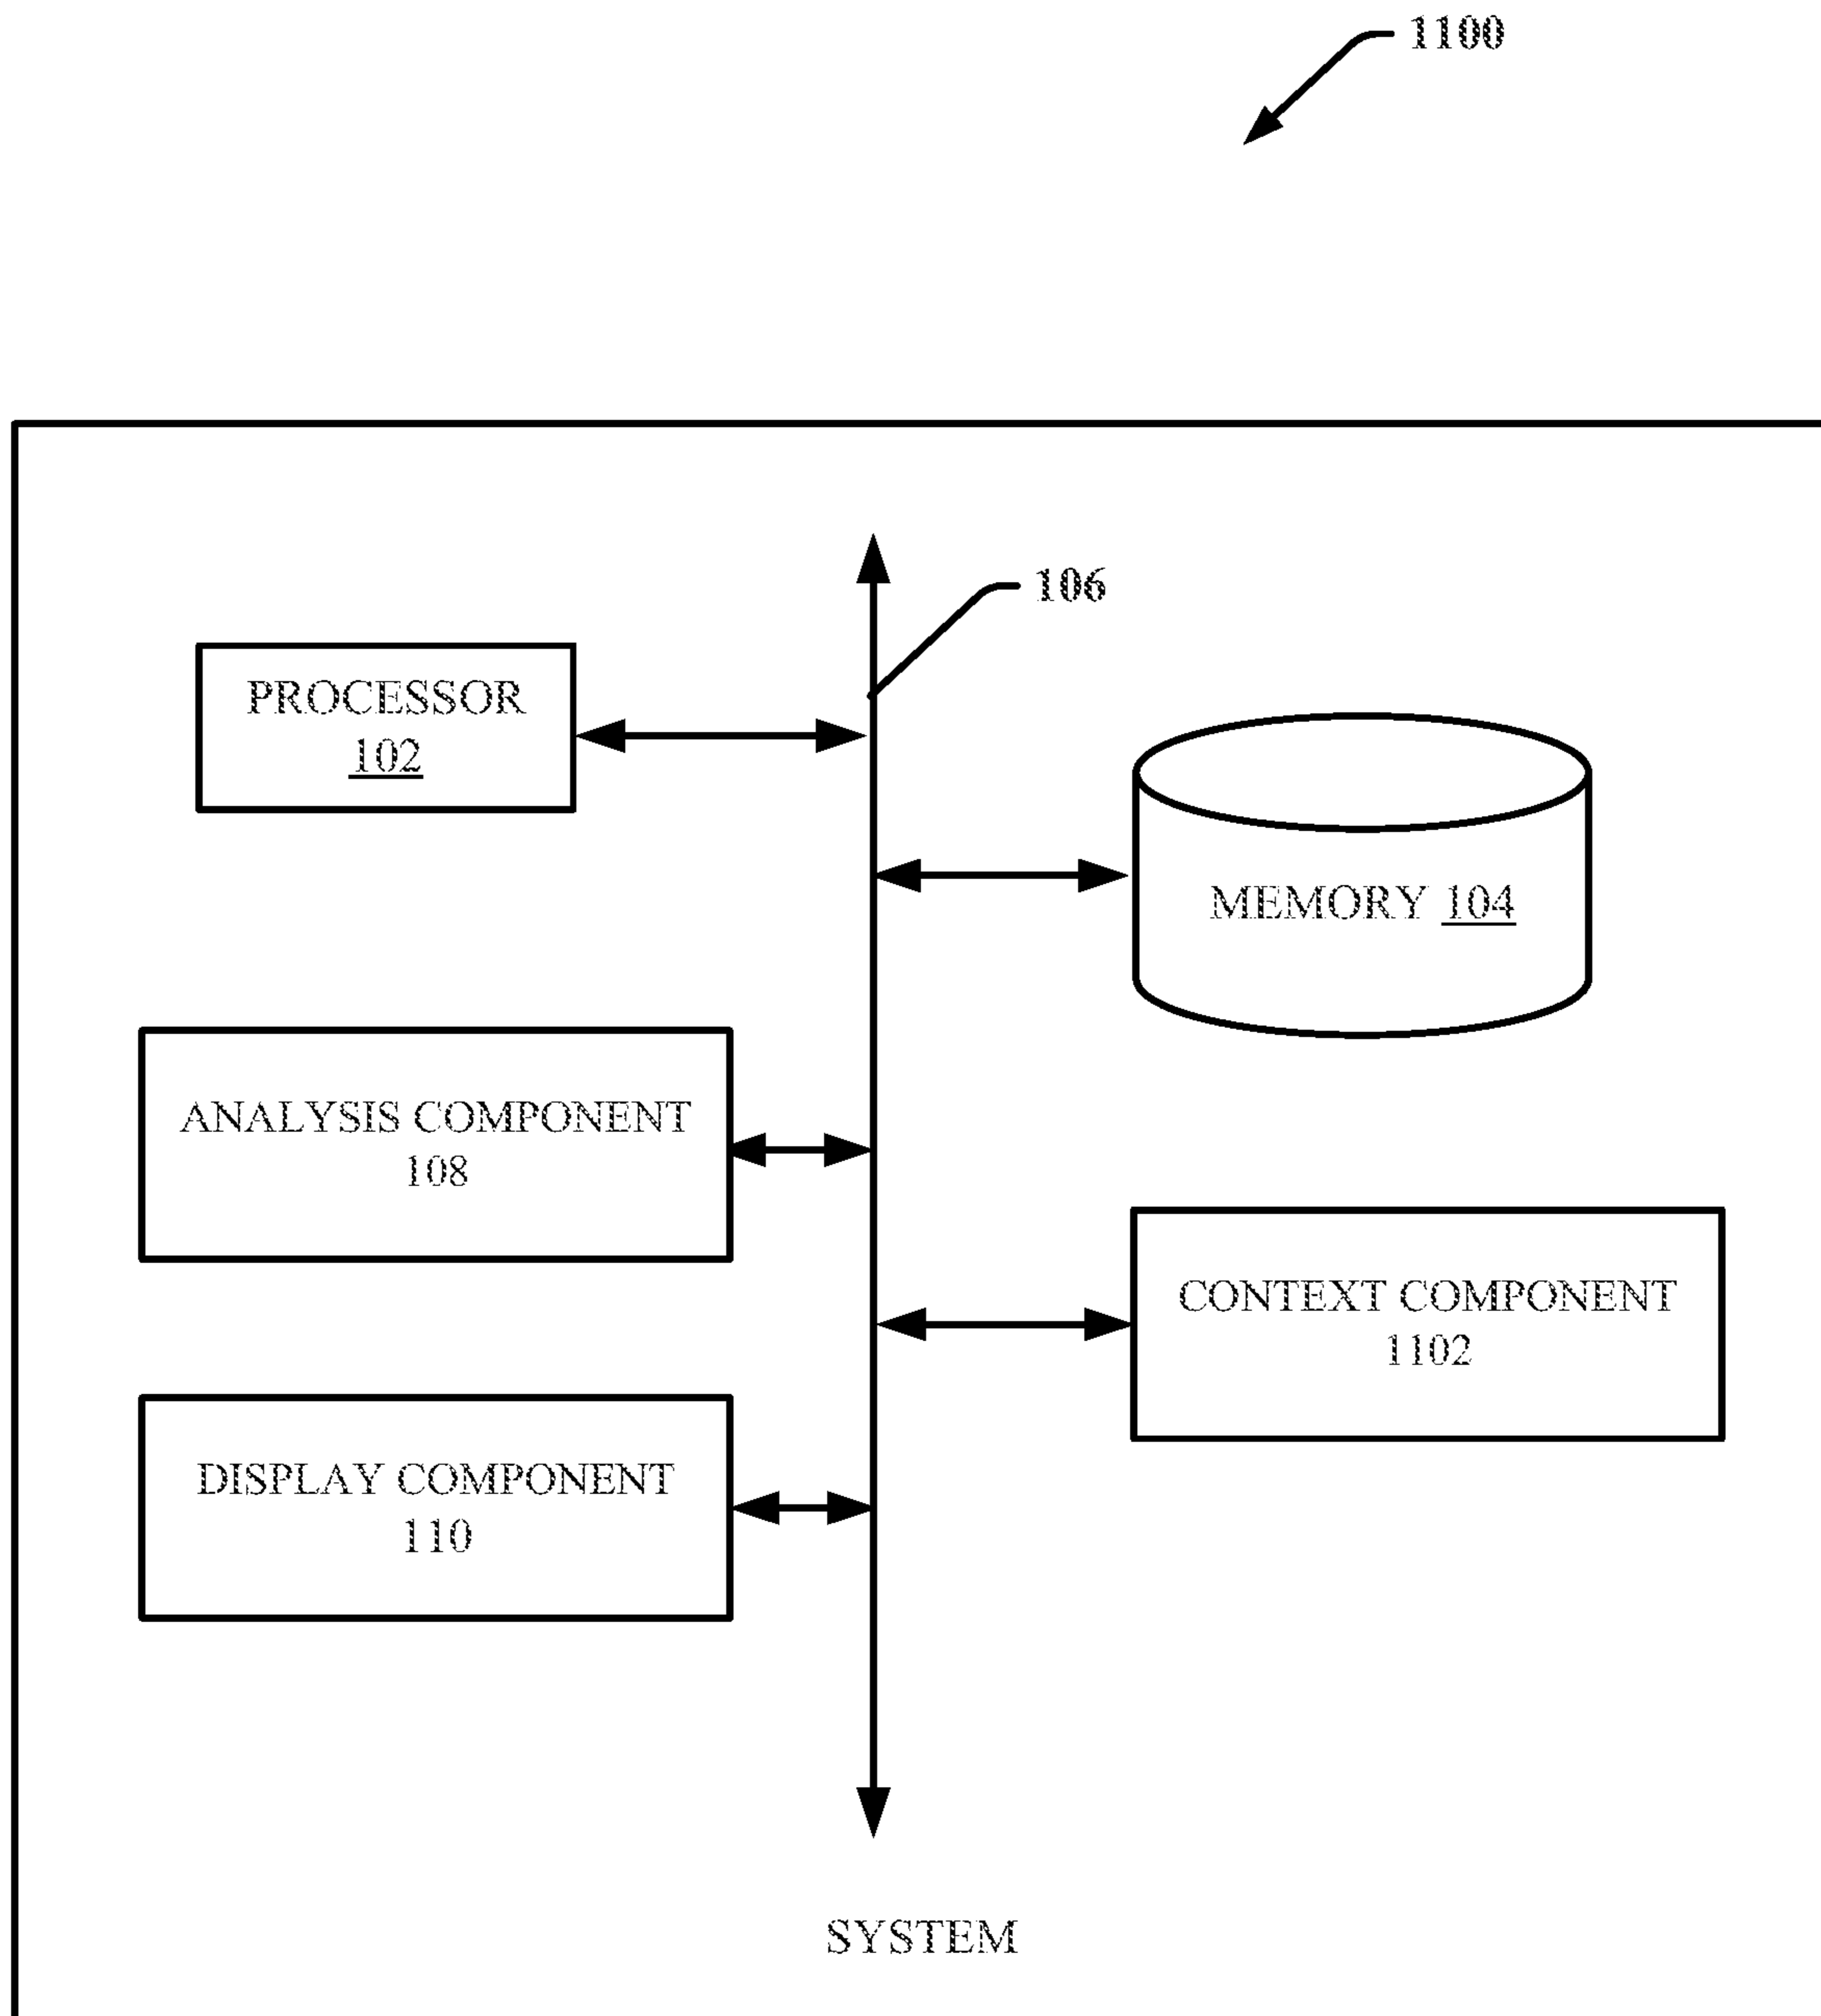 1100
106
PROCESSOR
102
MEMORY 104
ANALYSIS COMPONENT
108
CONTEXT COMPONENT
1102
DISPLAY COMPONENT
110
SYSTEM